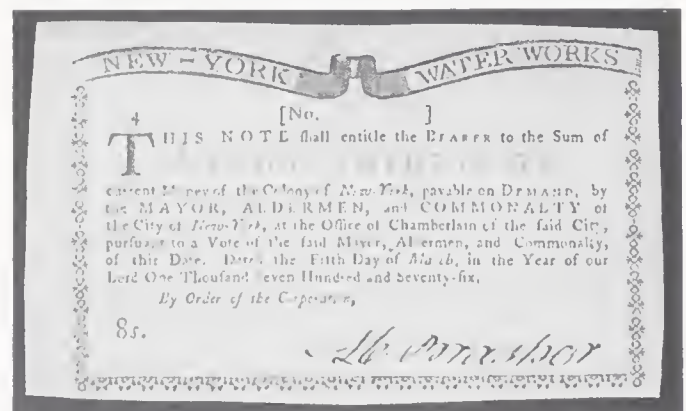 NEW-YORK WATER WORKS
[No. ]
4
THIS NOTE ſhall entitle the BEARER to the Sum of
current Money of the Colony of New-York, payable on DEMAND, by
the MAYOR, ALDERMEN, and COMMONALTY of
the City of New-York, at the Office of Chamberlain of the ſaid City,
purſuant to a Vote of the ſaid Mayor, Aldermen, and Commonalty,
of this Date. Dated the Fifth Day of March, in the Year of our
Lord One Thouſand ſeven Hundred and Seventy-ſix.
By Order of the Corporation,
8s.